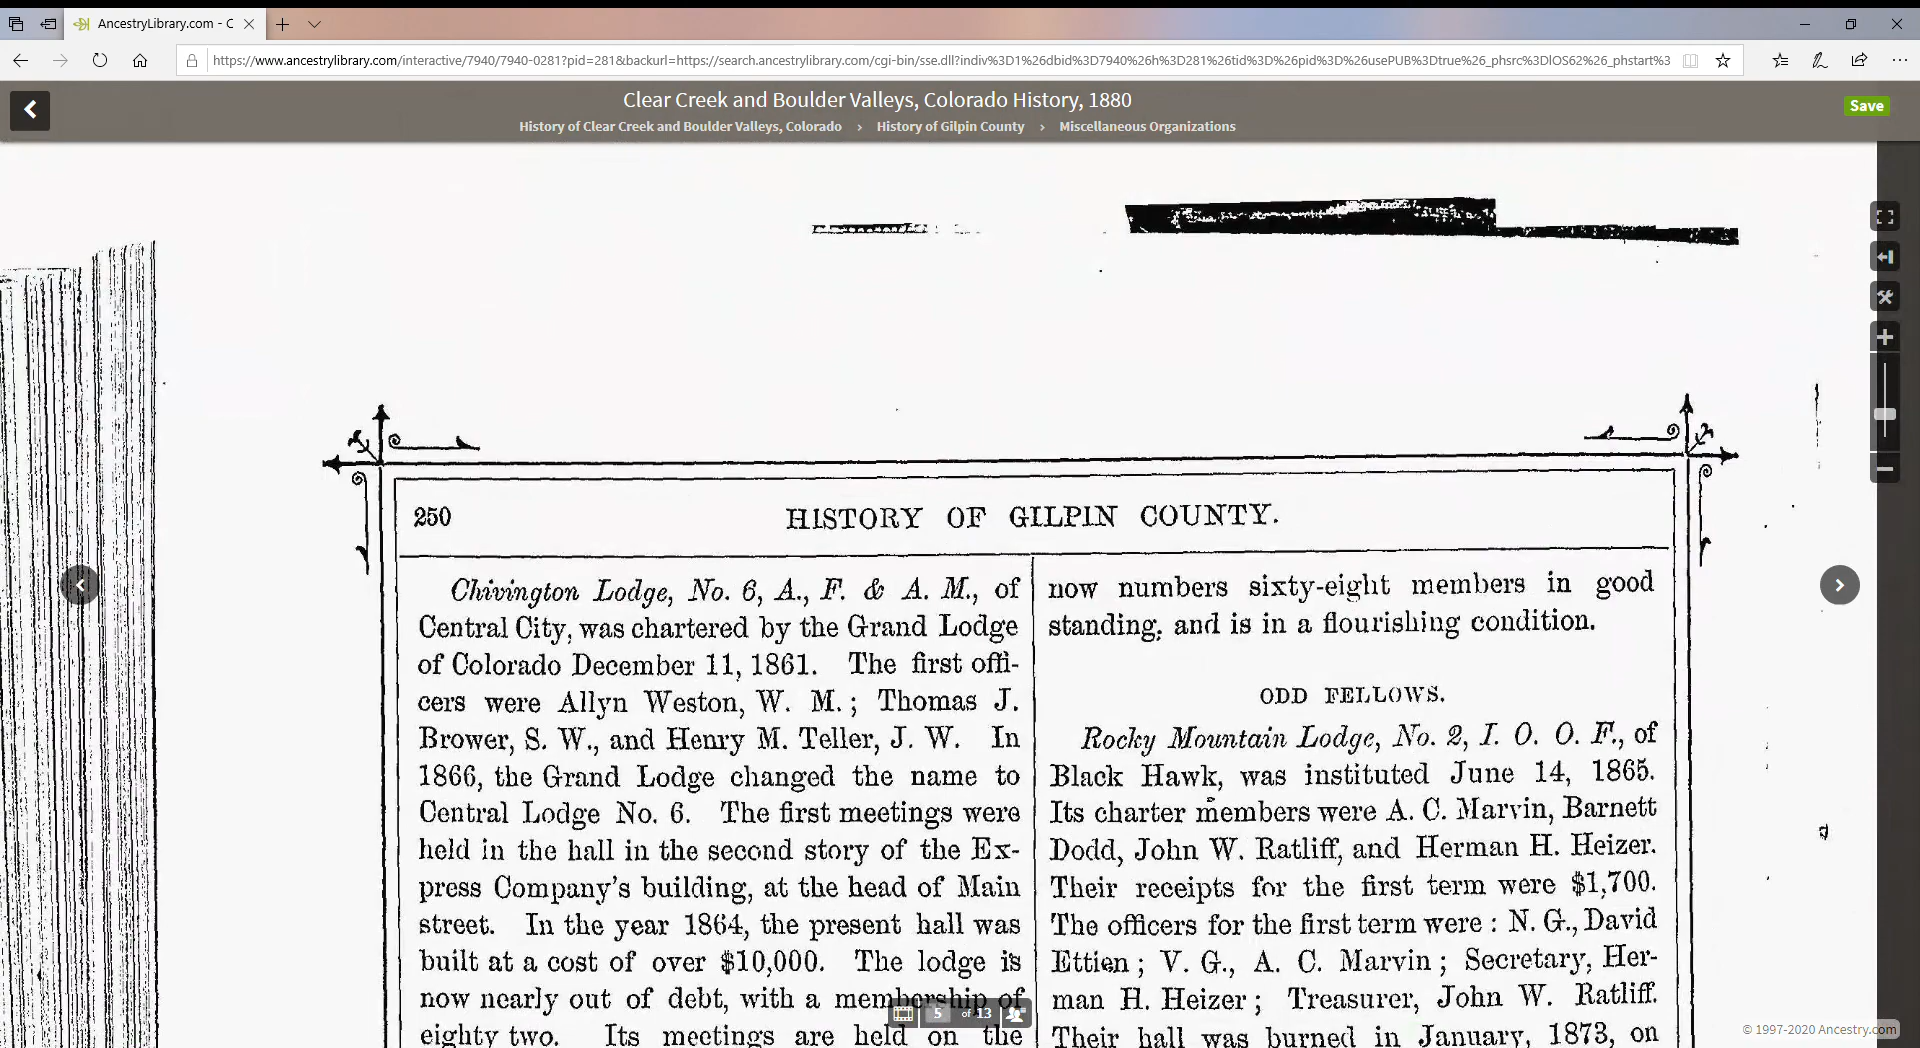 AncestryLibrary.com - C
https://www.ancestrylibrary.com/interactive/7940/7940-0281?pid=281&backurl=https://search.ancestrylibrary.com/cgi-bin/sse.dll?indiv%3D1%26dbid%3D7940%26h%3D281%26tid%3D%26pid%3D%26usePUB%3Dtrue%26_phsrc%3DlOS62%26_phstart%3
Clear Creek and Boulder Valleys, Colorado History, 1880
Save
History of Clear Creek and Boulder Valleys, Colorado > History of Gilpin County > Miscellaneous Organizations
250 HISTORY OF GILPIN COUNTY.
Chivington Lodge, No. 6, A., F. & A. M., of
Central City, was chartered by the Grand Lodge
of Colorado December 11, 1861. The first offi-
cers were Allyn Weston, W. M.; Thomas J.
Brower, S. W., and Henry M. Teller, J. W. In
1866, the Grand Lodge changed the name to
Central Lodge No. 6. The first meetings were
held in the hall in the second story of the Ex-
press Company's building, at the head of Main
street. In the year 1864, the present hall was
built at a cost of over $10,000. The lodge is
now nearly out of debt, with a membership of
eighty two. Its meetings are held on the
now numbers sixty-eight members in good
standing, and is in a flourishing condition.
ODD FELLOWS.
Rocky Mountain Lodge, No. 2, I. O. O. F., of
Black Hawk, was instituted June 14, 1865.
Its charter members were A. C. Marvin, Barnett
Dodd, John W. Ratliff, and Herman H. Heizer.
Their receipts for the first term were $1,700.
The officers for the first term were : N. G., David
Ettien ; V. G., A. C. Marvin ; Secretary, Her-
man H. Heizer ; Treasurer, John W. Ratliff.
Their hall was burned in January, 1873, on
5 of 13
© 1997-2020 Ancestry.com